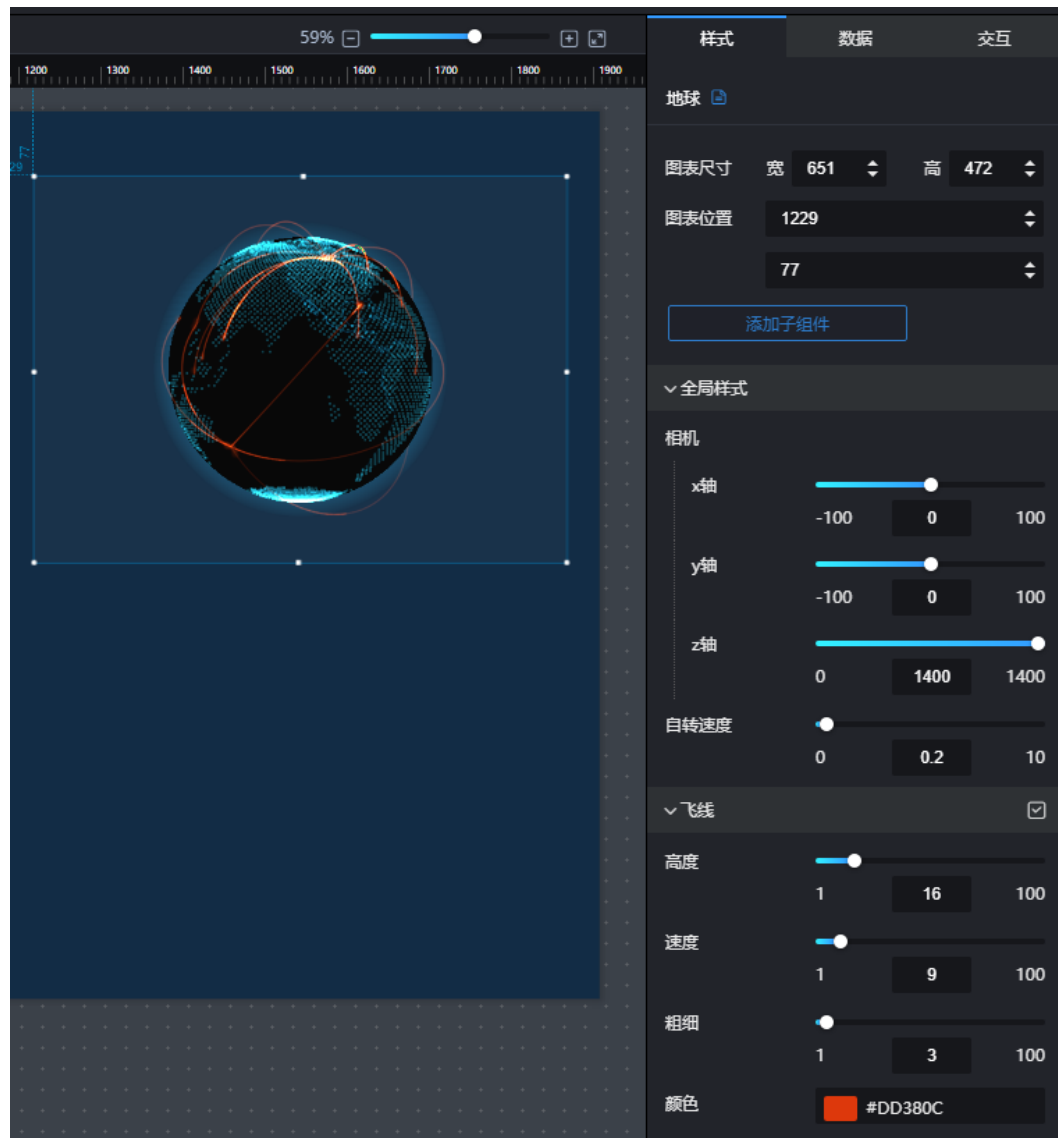 59%
样式 数据 交互
1200 1300 1400 1500 1600 1700 1800 1900
地球
77
29
图表尺寸 宽 651 高 472
图表位置 1229
77
添加子组件
全局样式
相机
x轴
-100 0 100
y轴
-100 0 100
z轴
0 1400 1400
自转速度
0 0.2 10
飞线
高度
1 16 100
速度
1 9 100
粗细
1 3 100
颜色 #DD380C